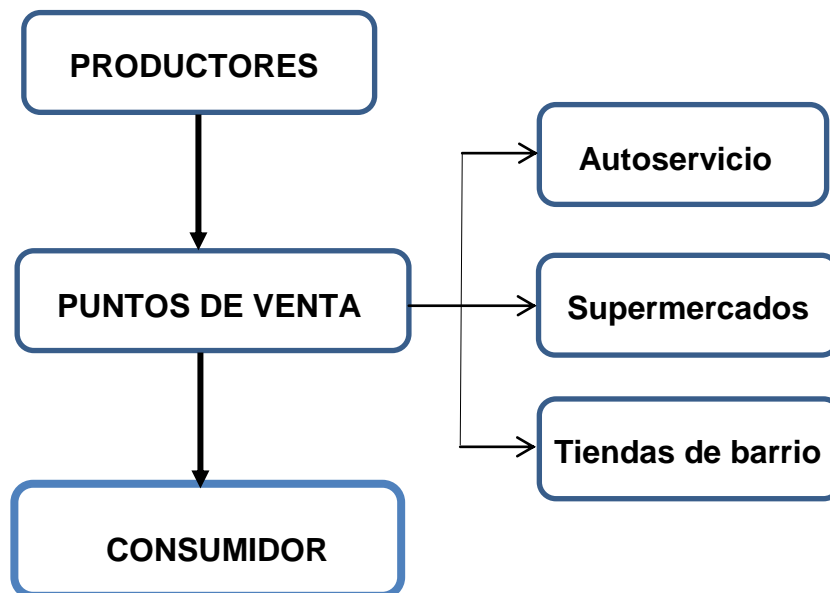 PRODUCTORES
Autoservicio
PUNTOS DE VENTA
Supermercados
Tiendas de barrio
CONSUMIDOR